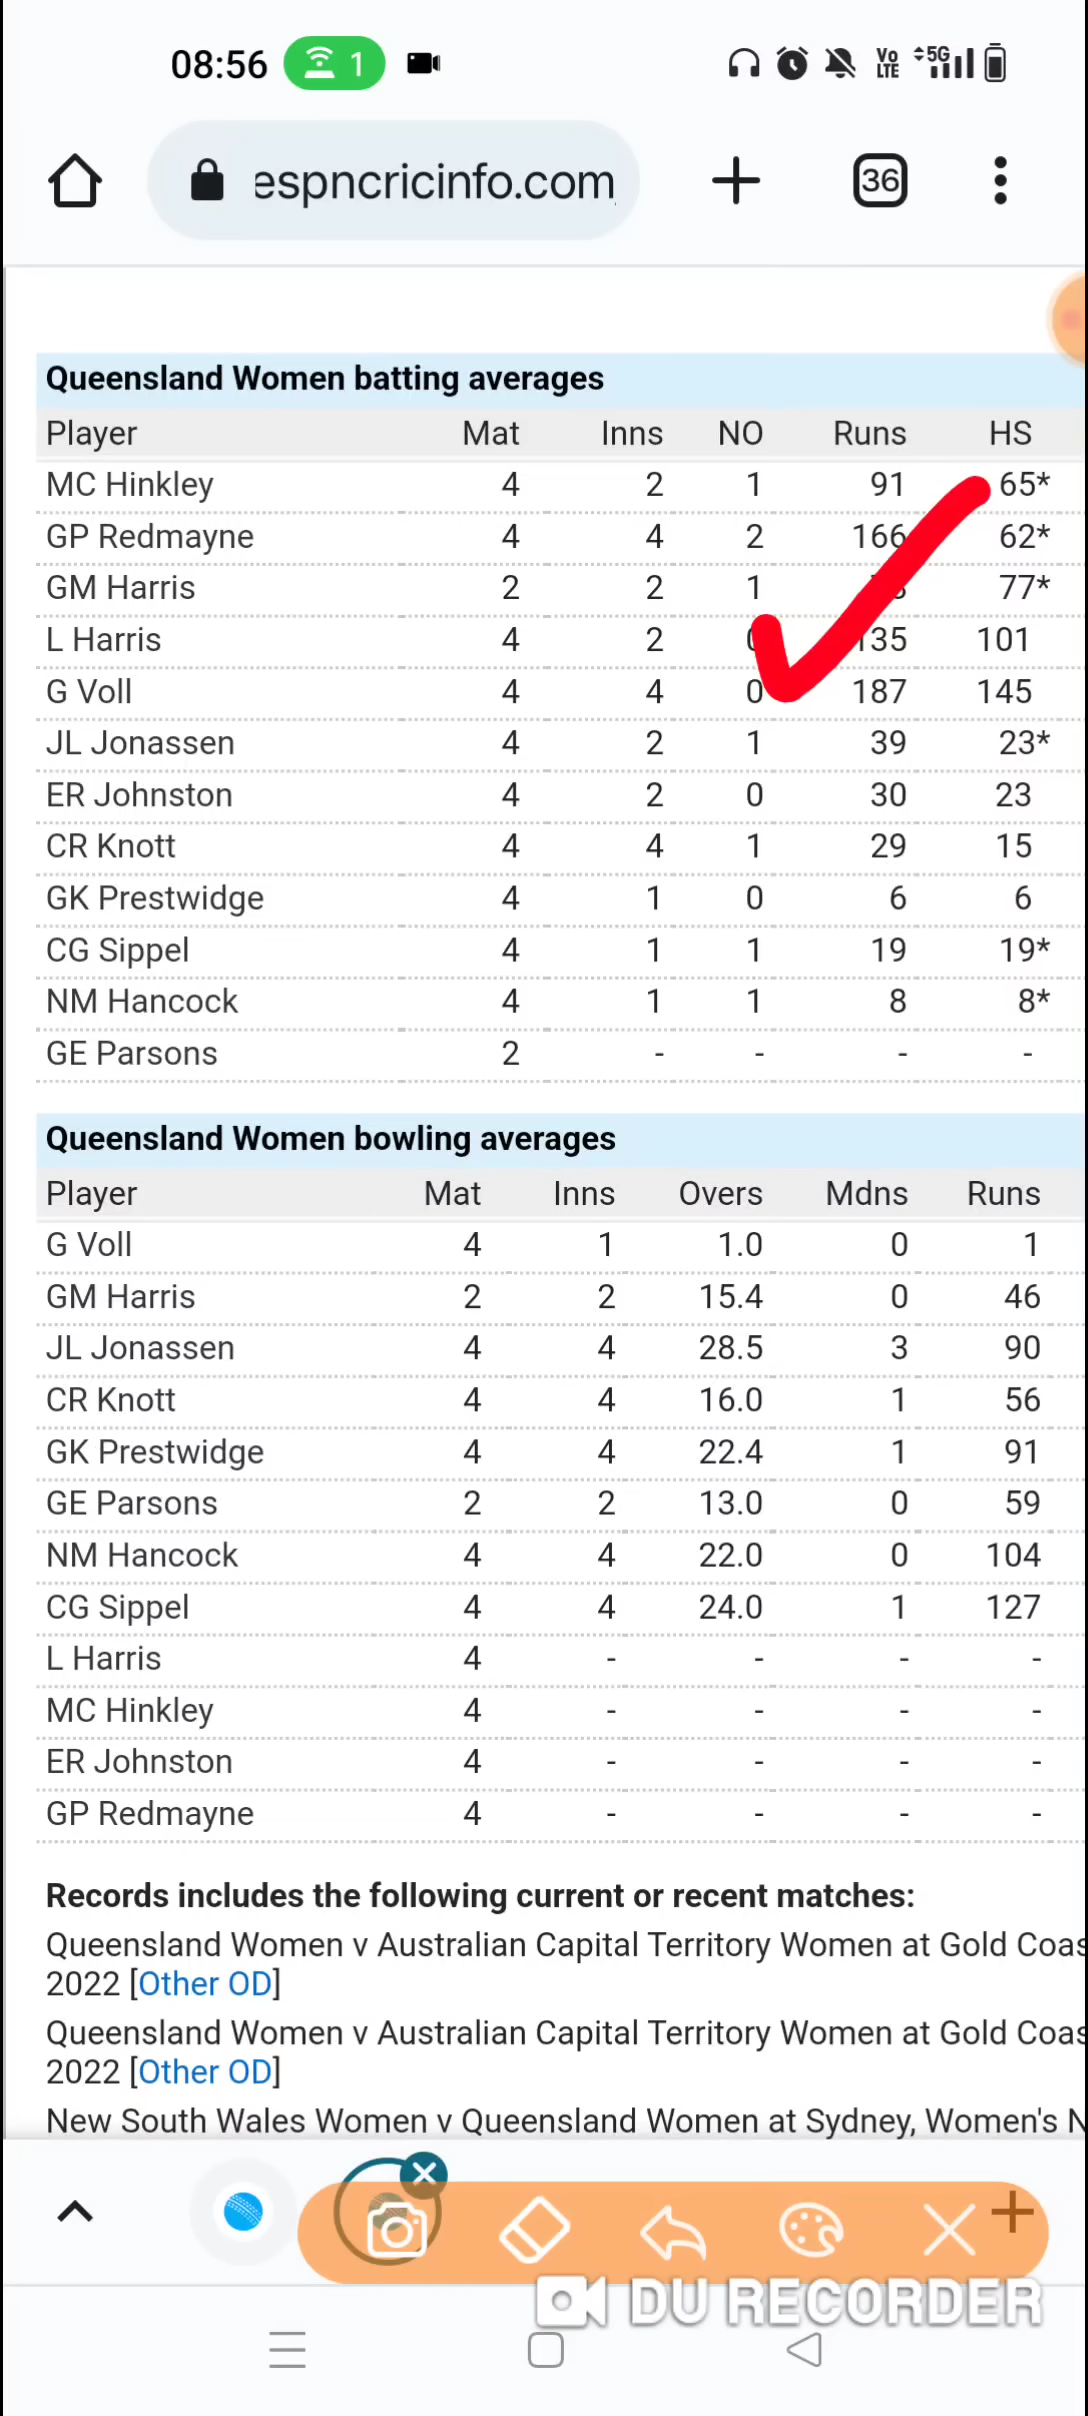 08:56 1 Vo LTE 5G
espncricinfo.com 36
Queensland Women batting averages
Player Mat Inns NO Runs HS
MC Hinkley 4 2 1 91 65*
GP Redmayne 4 4 2 166 62*
GM Harris 2 2 1 77*
L Harris 4 2 0 135 101
G Voll 4 4 0 187 145
JL Jonassen 4 2 1 39 23*
ER Johnston 4 2 0 30 23
CR Knott 4 4 1 29 15
GK Prestwidge 4 1 0 6 6
CG Sippel 4 1 1 19 19*
NM Hancock 4 1 1 8 8*
GE Parsons 2 - - - -
Queensland Women bowling averages
Player Mat Inns Overs Mdns Runs
G Voll 4 1 1.0 0 1
GM Harris 2 2 15.4 0 46
JL Jonassen 4 4 28.5 3 90
CR Knott 4 4 16.0 1 56
GK Prestwidge 4 4 22.4 1 91
GE Parsons 2 2 13.0 0 59
NM Hancock 4 4 22.0 0 104
CG Sippel 4 4 24.0 1 127
L Harris 4 - - - -
MC Hinkley 4 - - - -
ER Johnston 4 - - - -
GP Redmayne 4 - - - -
Records includes the following current or recent matches:
Queensland Women v Australian Capital Territory Women at Gold Coas
2022 [Other OD]
Queensland Women v Australian Capital Territory Women at Gold Coas
2022 [Other OD]
New South Wales Women v Queensland Women at Sydney, Women's N
DU RECORDER